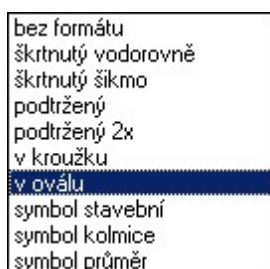 bez formátu
škrtnutý vodorovně
škrtnutý šikmo
podtržený
podtržený 2x
v kroužku
v oválu
symbol stavební
symbol kolmice
symbol průměr